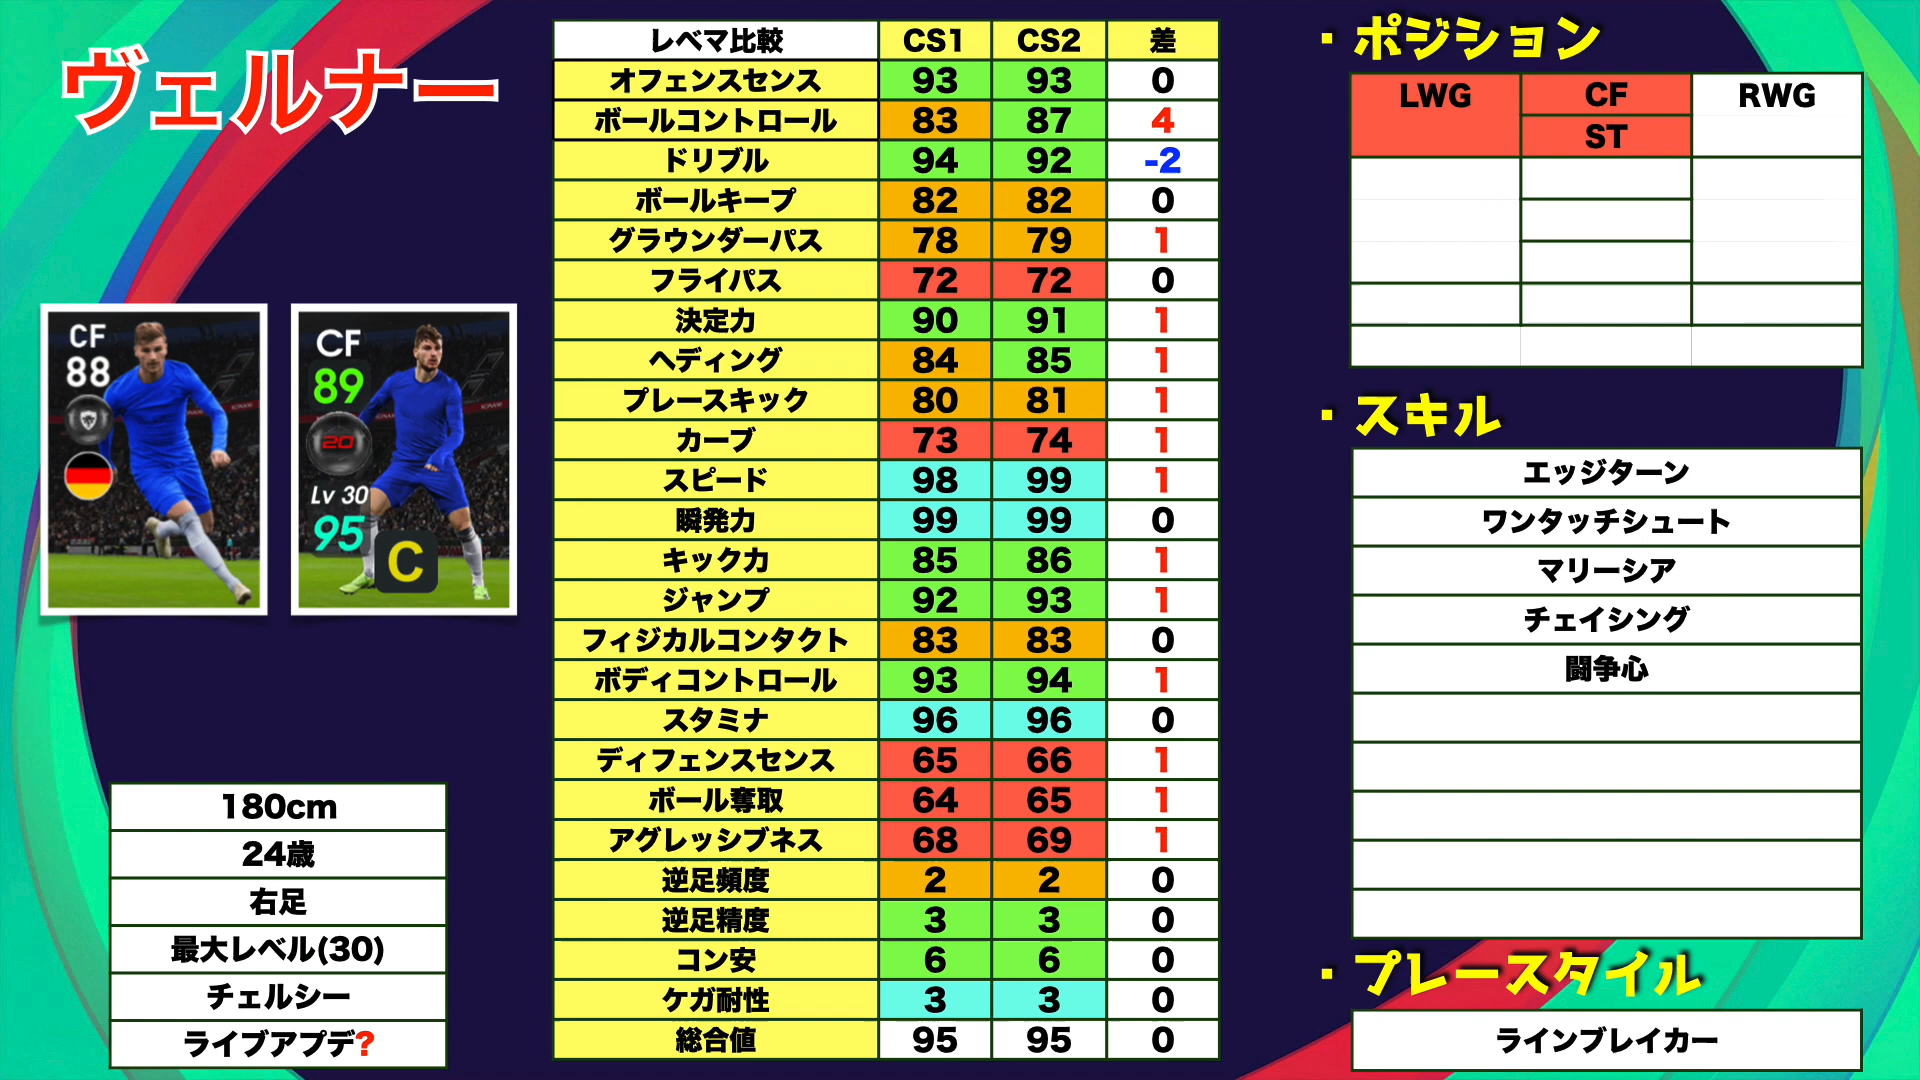 ヴェルナー
CF
88
CF
89
20
Lv 30
95
C
180cm
24歳
右足
最大レベル(30)
チェルシー
ライブアプデ?
レベマ比較 CS1 CS2 差
オフェンスセンス 93 93 0
ボールコントロール 83 87 4
ドリブル 94 92 -2
ボールキープ 82 82 0
グラウンダーパス 78 79 1
フライパス 72 72 0
決定力 90 91 1
ヘディング 84 85 1
プレースキック 80 81 1
カーブ 73 74 1
スピード 98 99 1
瞬発力 99 99 0
キック力 85 86 1
ジャンプ 92 93 1
フィジカルコンタクト 83 83 0
ボディコントロール 93 94 1
スタミナ 96 96 0
ディフェンスセンス 65 66 1
ボール奪取 64 65 1
アグレッシブネス 68 69 1
逆足頻度 2 2 0
逆足精度 3 3 0
コン安 6 6 0
ケガ耐性 3 3 0
総合値 95 95 0
・ポジション
LWG CF RWG
ST
・スキル
エッジターン
ワンタッチシュート
マリーシア
チェイシング
闘争心
・プレースタイル
ラインブレイカー